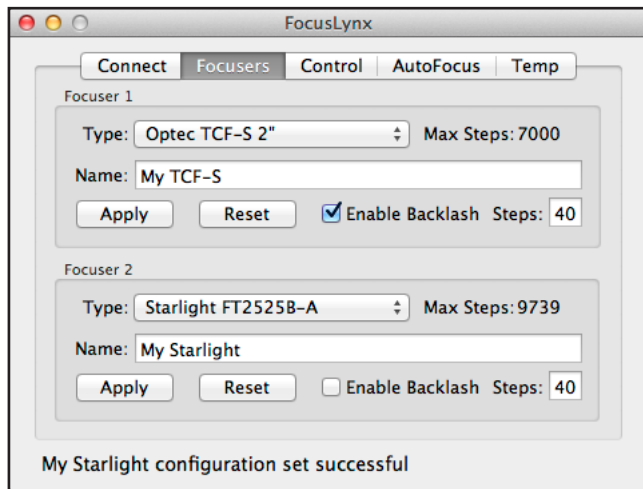 FocusLynx
Connect Focusers Control AutoFocus Temp
Focuser 1
Type: Optec TCF-S 2" Max Steps: 7000
Name: My TCF-S
Apply Reset Enable Backlash Steps: 40
Focuser 2
Type: Starlight FT2525B-A Max Steps: 9739
Name: My Starlight
Apply Reset Enable Backlash Steps: 40
My Starlight configuration set successful